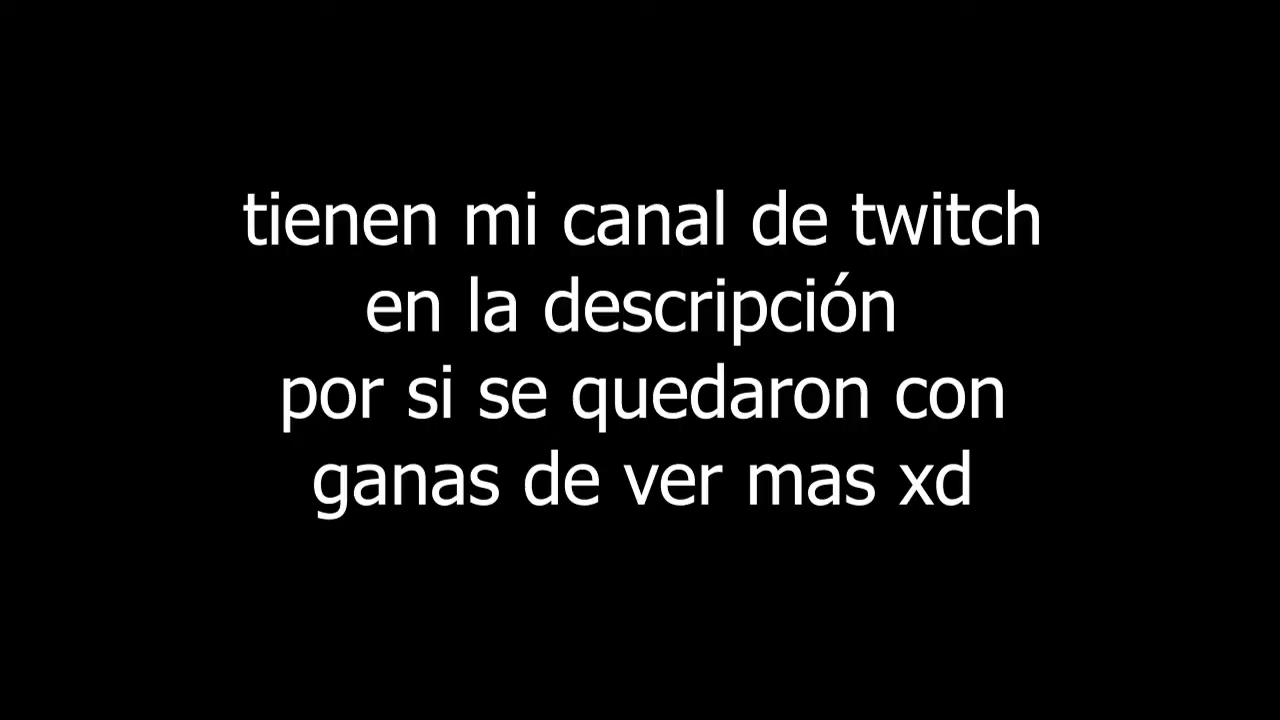 tienen mi canal de twitch
en la descripción
por si se quedaron con
ganas de ver mas xd